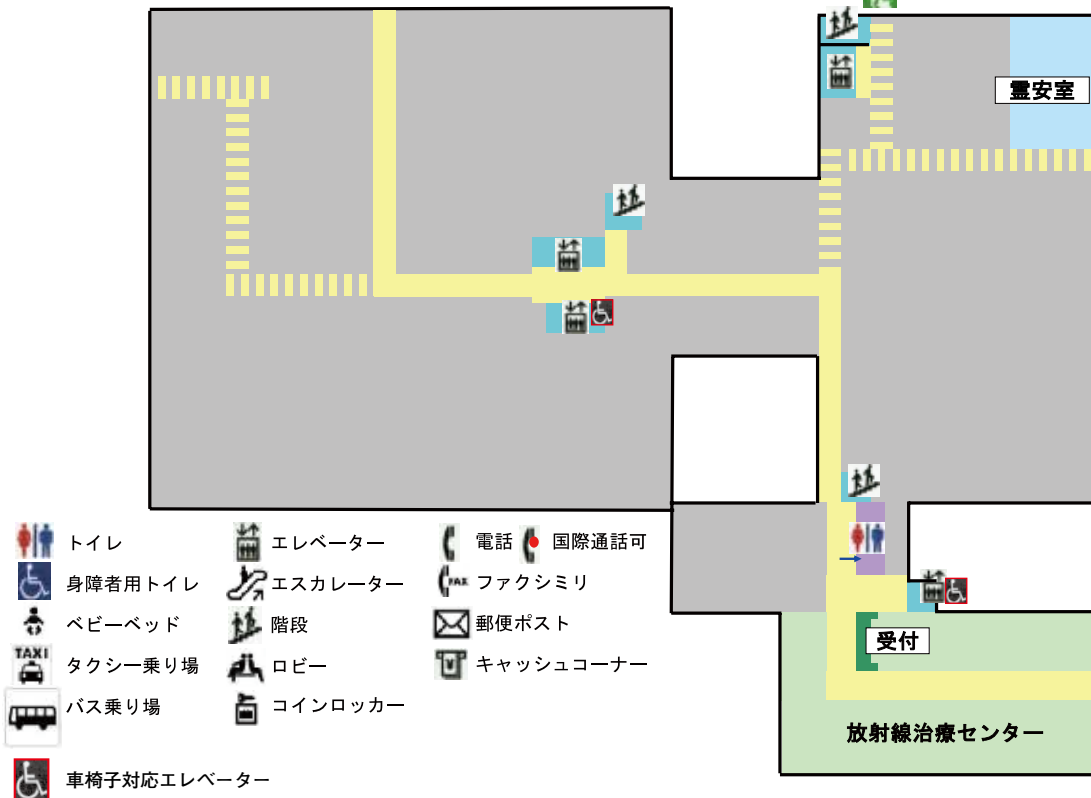 霊安室
受付
放射線治療センター
トイレ
エレベーター
電話
国際通話可
身障者用トイレ
エスカレーター
FAX
ファクシミリ
ベビーベッド
階段
郵便ポスト
TAXI
タクシー乗り場
ロビー
¥
キャッシュコーナー
バス乗り場
コインロッカー
車椅子対応エレベーター